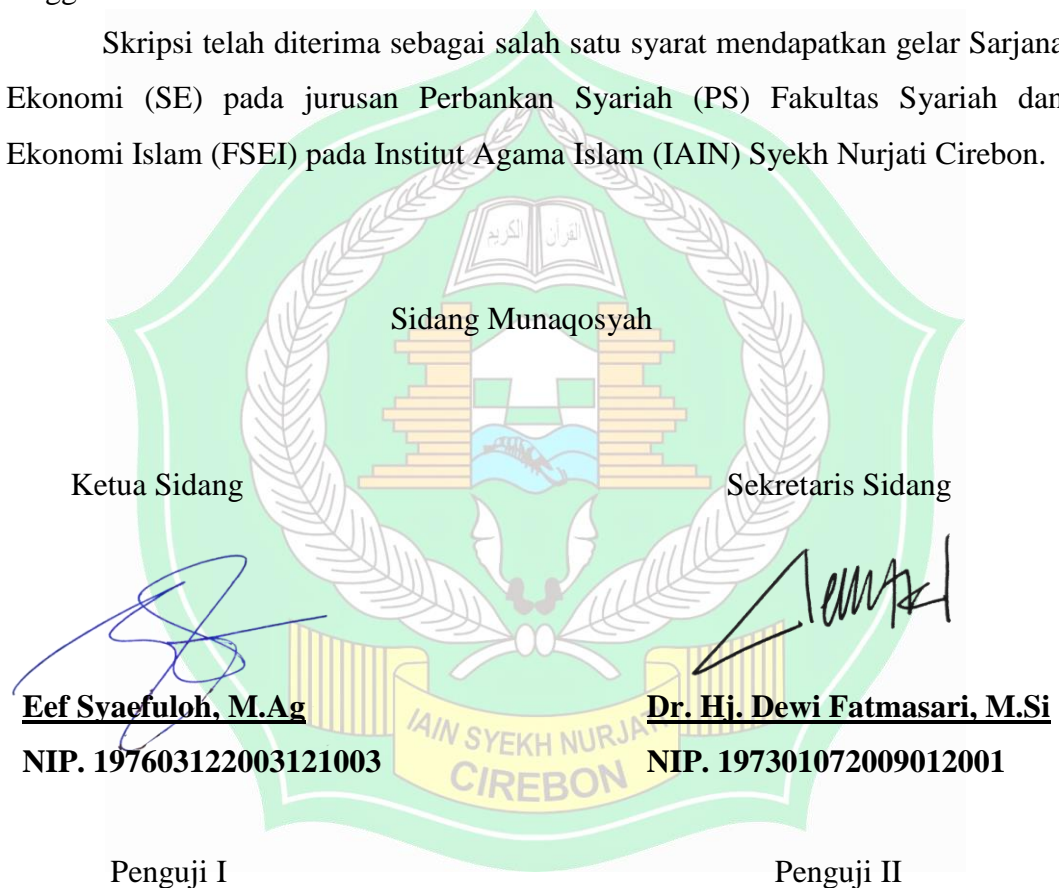 Skripsi telah diterima sebagai salah satu syarat mendapatkan gelar Sarjana
Ekonomi (SE) pada jurusan Perbankan Syariah (PS) Fakultas Syariah dan
Ekonomi Islam (FSEI) pada Institut Agama Islam (IAIN) Syekh Nurjati Cirebon.
القرآن الكريم
Sidang Munaqosyah
Ketua Sidang Sekretaris Sidang
Eef Syaefuloh, M.Ag Dr. Hj. Dewi Fatmasari, M.Si
NIP. 197603122003121003 NIP. 197301072009012001
IAIN SYEKH NURJATI
CIREBON
Penguji I Penguji II